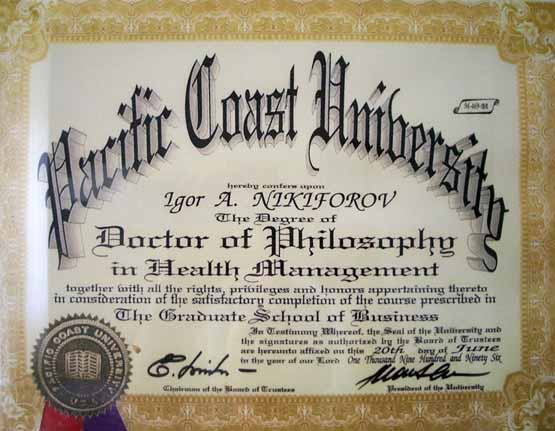 Pacific Coast University
hereby confers upon
Igor A. NIKIFOROV
The Degree of
Doctor of Philosophy
in Health Management
together with all the rights, privileges and honors appertaining thereto
in consideration of the satisfactory completion of the course prescribed in
The Graduate School of Business
In Testimony Whereof, the Seal of the University and
the signatures as authorized by the Board of Trustees
are hereunto affixed on this 20th day of June
in the year of our Lord One Thousand Nine Hundred and Ninety Six
Chairman of the Board of Trustees
President of the University
PACIFIC COAST UNIVERSITY